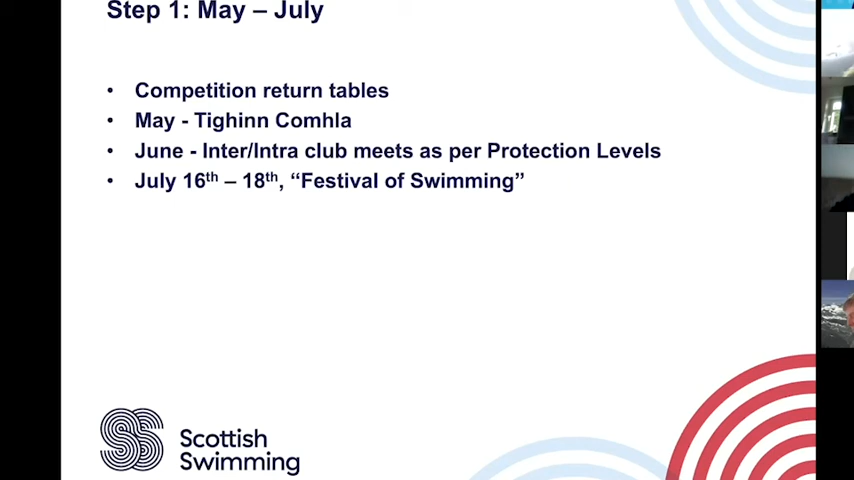 Step 1: May – July
• Competition return tables
• May - Tighinn Comhla
• June - Inter/Intra club meets as per Protection Levels
• July 16th – 18th, “Festival of Swimming”
Scottish
Swimming